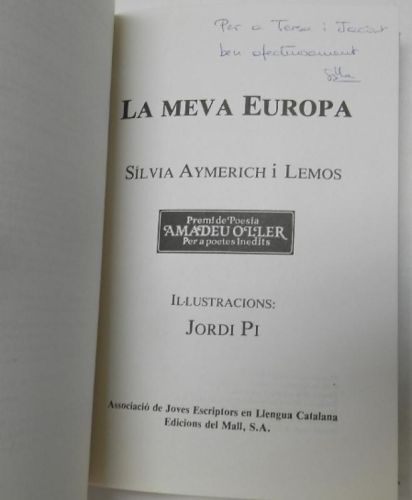 Per a Teresa i Jacint
ben afectuosament
LA MEVA EUROPA
SÍLVIA AYMERICH i LEMOS
Premi de Poesia
AMADEU OLLER
Per a poetes inèdits
IL·LUSTRACIONS:
JORDI PI
Associació de Joves Escriptors en Llengua Catalana
Edicions del Mall, S.A.